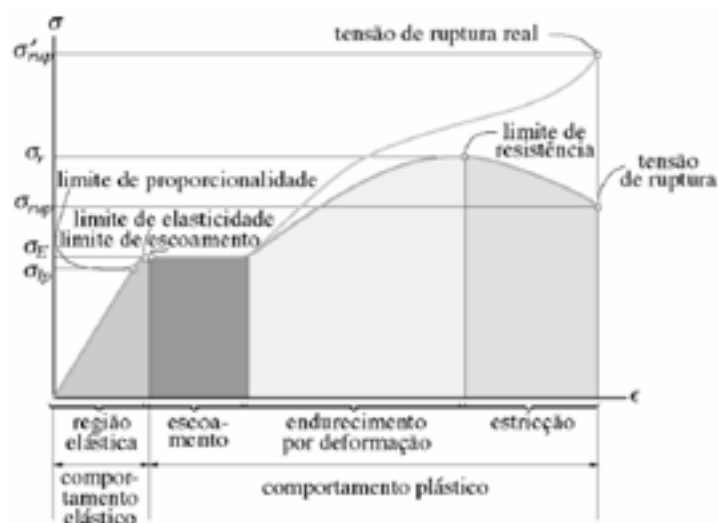 σ
tensão de ruptura real
σ'rup
limite de
resistência
σr
tensão
de ruptura
limite de proporcionalidade
σrup
limite de elasticidade
limite de escoamento
σE
σlp
ϵ
região
elástica
escoa-
mento
endurecimento
por deformação
estricção
compor-
tamento
elástico
comportamento plástico